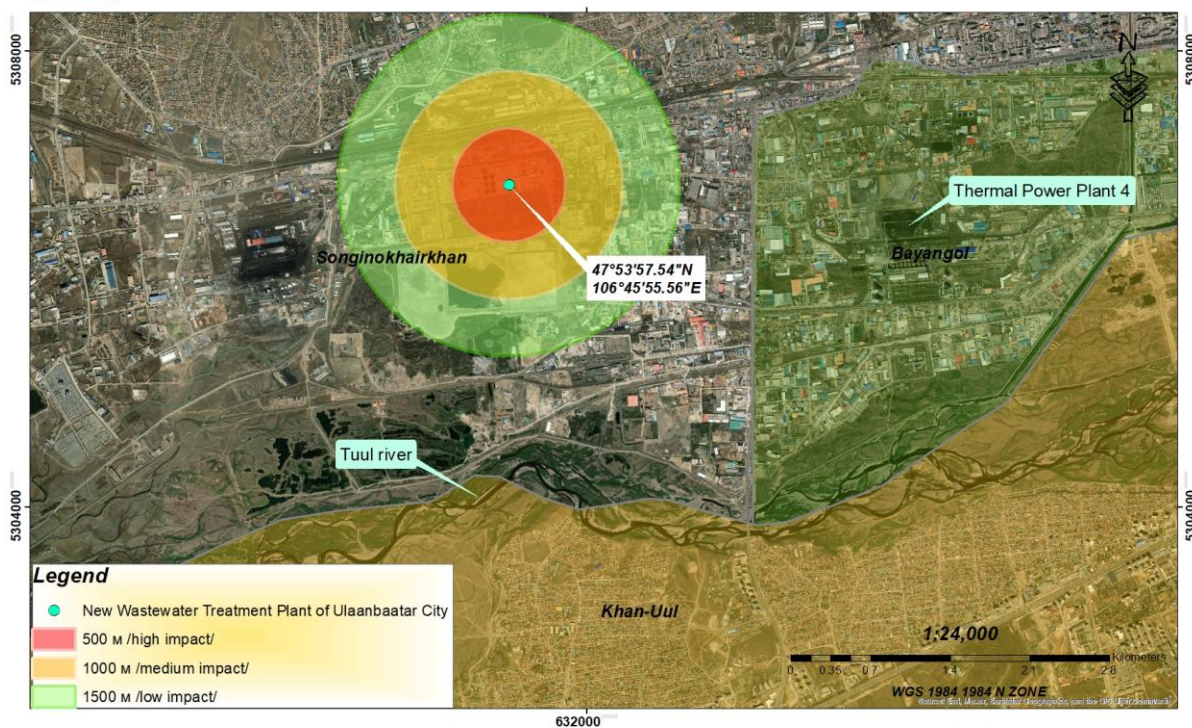 5308000
5308000
N
Thermal Power Plant 4
Bayangol
Songinokhairkhan
47°53'57.54"N
106°45'55.56"E
Tuul river
5304000
5304000
Khan-Uul
Legend
New Wastewater Treatment Plant of Ulaanbaatar City
500 м /high impact/
1000 м /medium impact/
1500 м /low impact/
1:24,000
Kilometers
0 0.35 0.7 1.4 2.1 2.8
WGS 1984 1984 N ZONE
632000